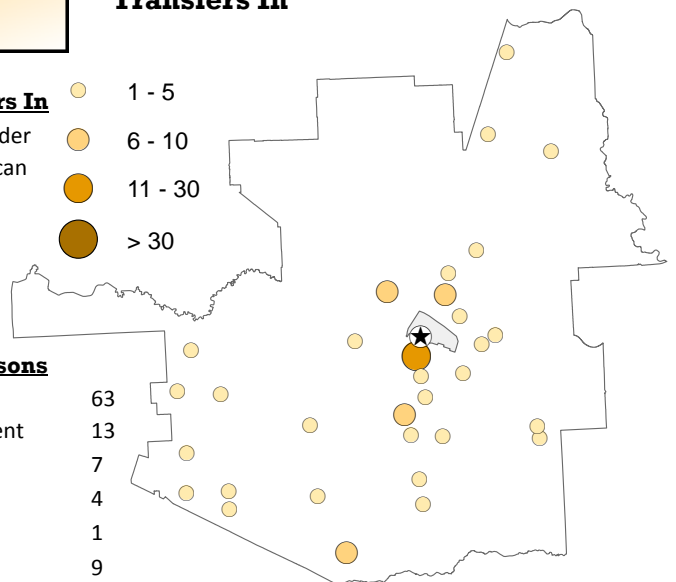 Transfers In
rs In
der
can
1 - 5
6 - 10
11 - 30
> 30
sons
63
ent 13
7
4
1
9